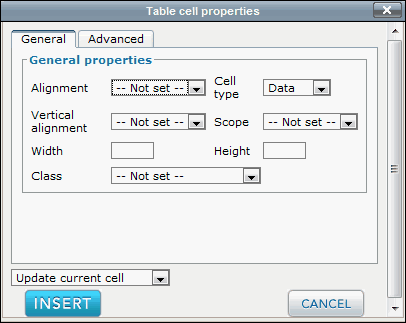 Table cell properties
General Advanced
General properties
Alignment -- Not set -- Cell type Data
Vertical alignment -- Not set -- Scope -- Not set --
Width Height
Class -- Not set --
Update current cell
INSERT CANCEL